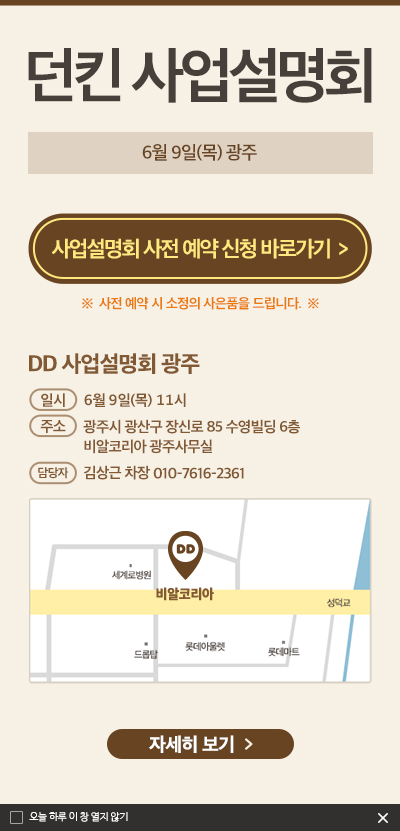 던킨 사업설명회
6월 9일(목) 광주
사업설명회 사전 예약 신청 바로가기 >
※ 사전 예약 시 소정의 사은품을 드립니다. ※
DD 사업설명회 광주
일시 6월 9일(목) 11시
주소 광주시 광산구 장신로 85 수영빌딩 6층
비알코리아 광주사무실
담당자 김상근 차장 010-7616-2361
DD
세계로병원
비알코리아
성덕교
드롭탑
롯데아울렛
롯데마트
자세히 보기 >
오늘 하루 이 창 열지 않기